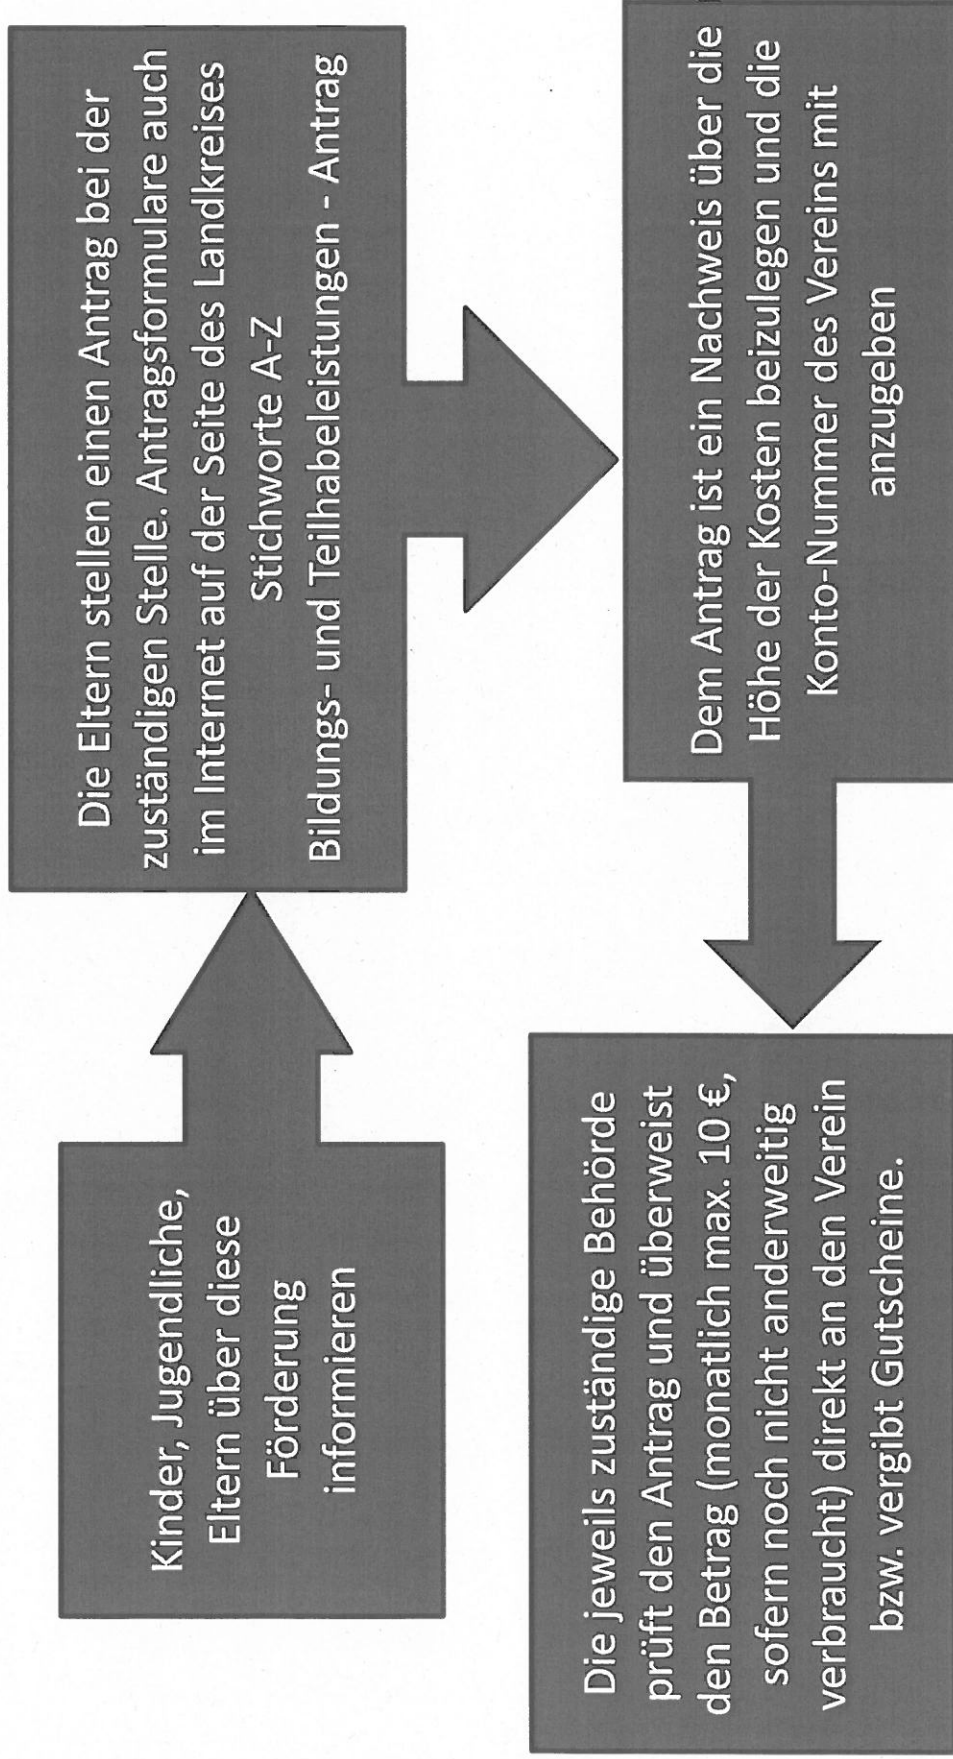 Kinder, Jugendliche,
Eltern über diese
Förderung
informieren
Die Eltern stellen einen Antrag bei der
zuständigen Stelle. Antragsformulare auch
im Internet auf der Seite des Landkreises
Stichworte A-Z
Bildungs- und Teilhabeleistungen - Antrag
Dem Antrag ist ein Nachweis über die
Höhe der Kosten beizulegen und die
Konto-Nummer des Vereins mit
anzugeben
Die jeweils zuständige Behörde
prüft den Antrag und überweist
den Betrag (monatlich max. 10 €,
sofern noch nicht anderweitig
verbraucht) direkt an den Verein
bzw. vergibt Gutscheine.